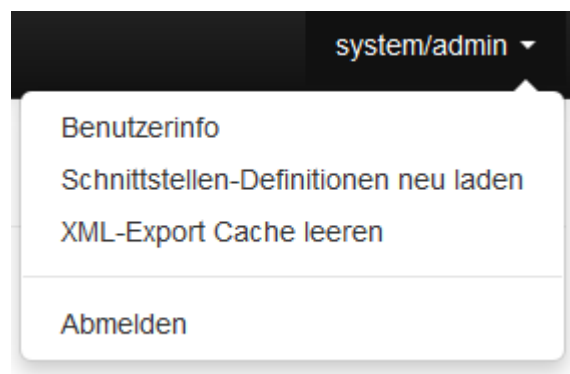 system/admin
Benutzerinfo
Schnittstellen-Definitionen neu laden
XML-Export Cache leeren
Abmelden